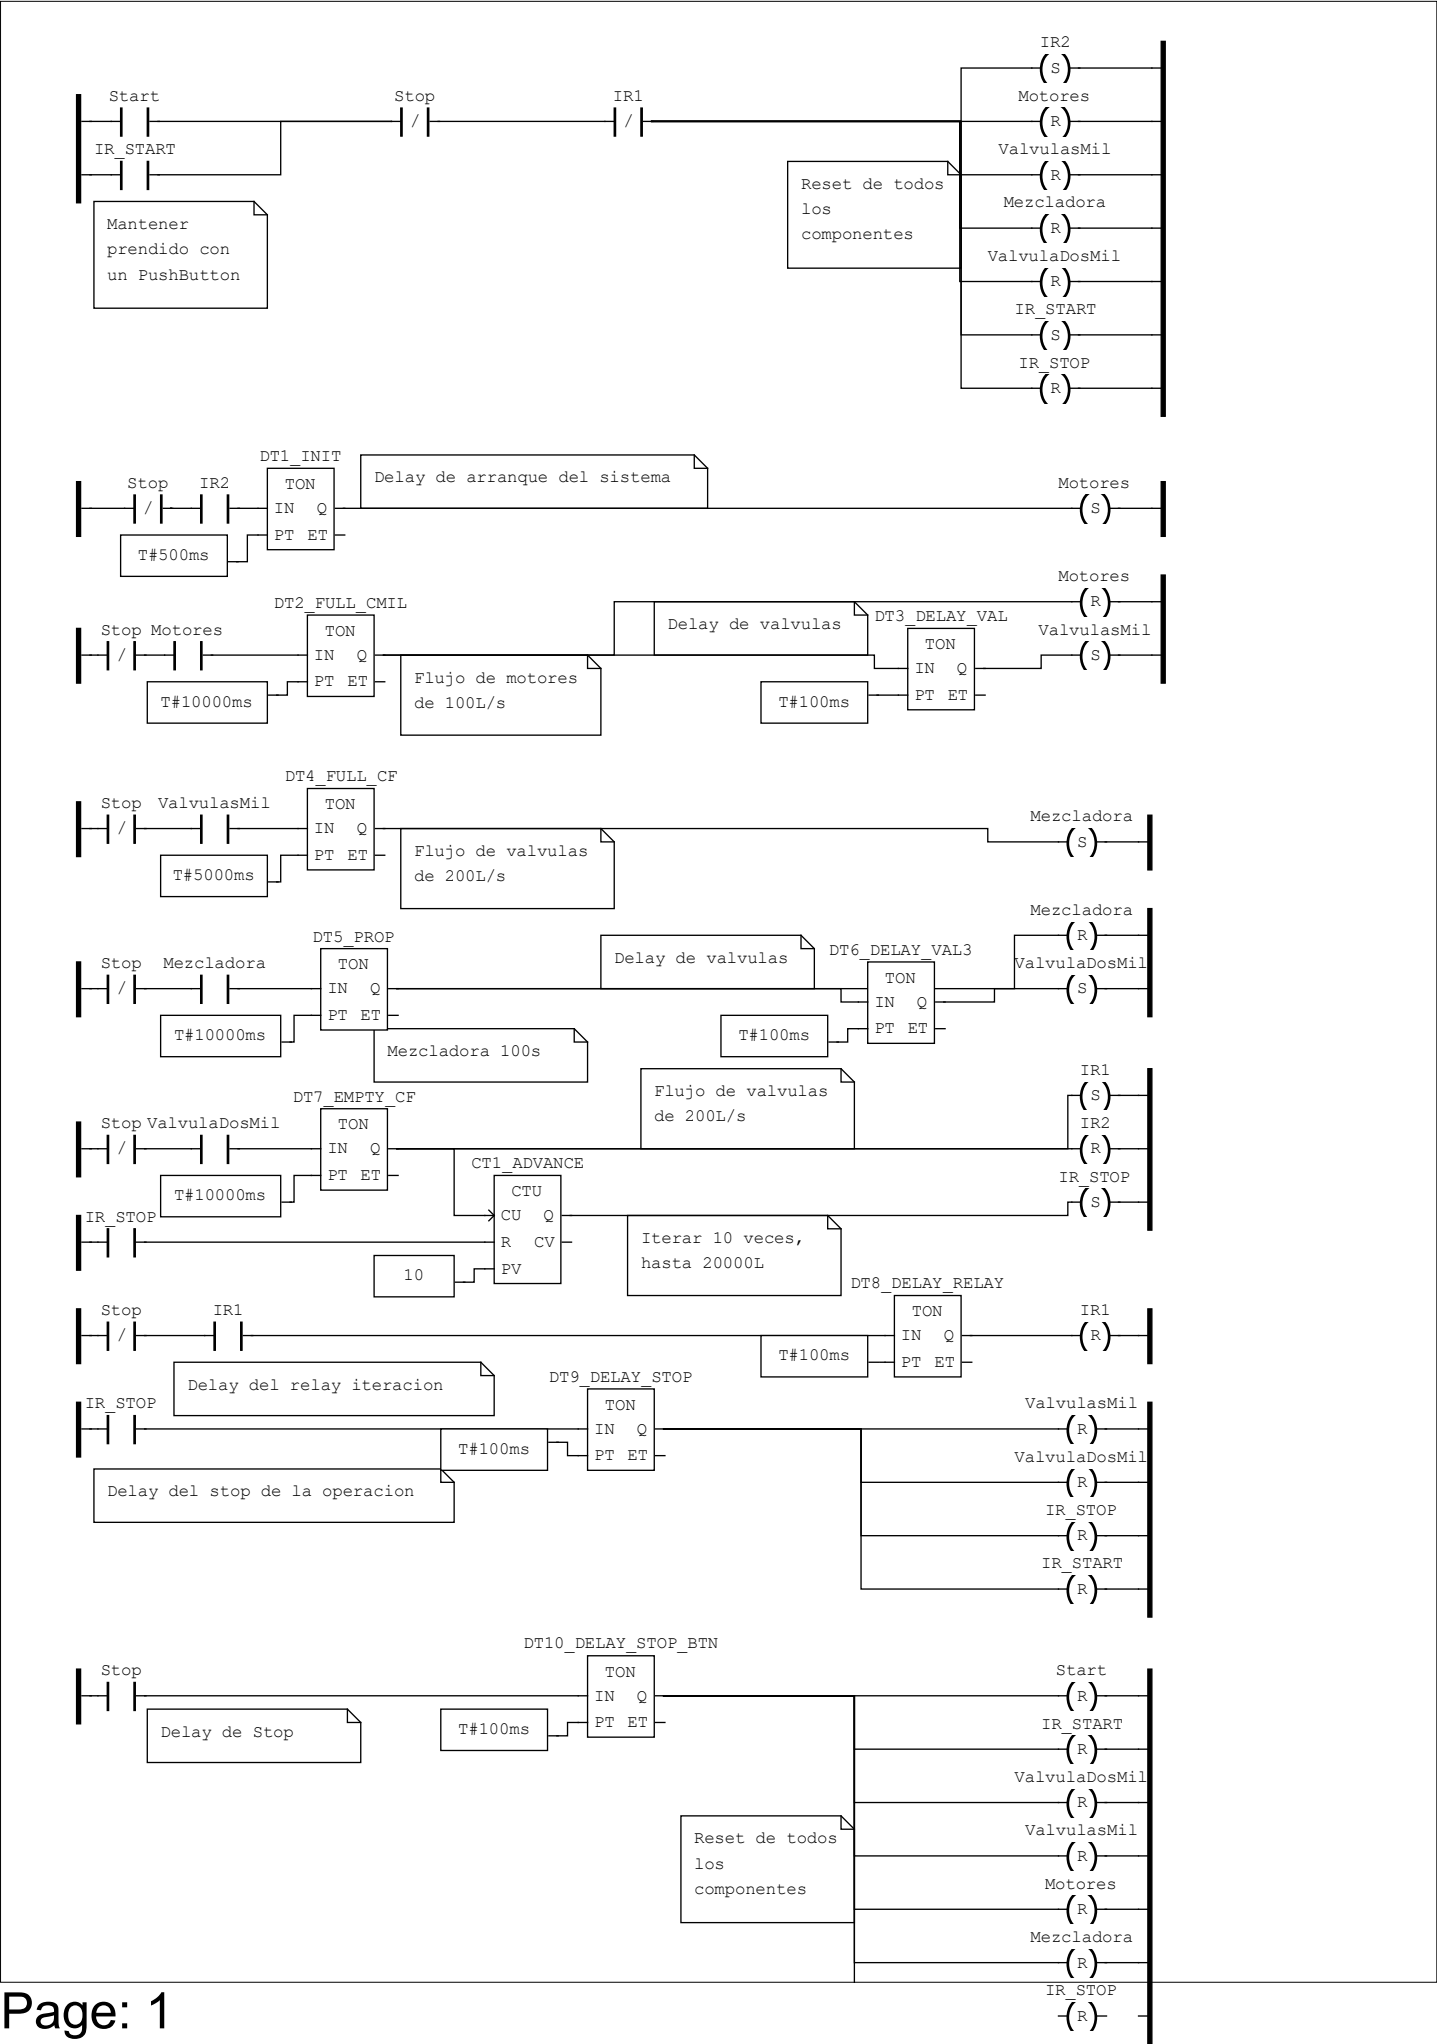 IR2
S
Start
Stop
IR1
Motores
/
/
R
IR_START
ValvulasMil
R
Reset de todos
los
componentes
Mezcladora
R
Mantener
prendido con
un PushButton
ValvulaDosMil
R
IR_START
S
IR_STOP
R
DT1_INIT
Delay de arranque del sistema
Stop
IR2
TON
Motores
/
IN Q
S
PT ET
T#500ms
Motores
DT2_FULL_CMIL
R
Delay de valvulas
DT3_DELAY_VAL
Stop
Motores
TON
ValvulasMil
TON
/
IN Q
S
IN Q
PT ET
Flujo de motores
de 100L/s
T#10000ms
PT ET
T#100ms
DT4_FULL_CF
Stop
ValvulasMil
TON
Mezcladora
/
IN Q
S
PT ET
Flujo de valvulas
de 200L/s
T#5000ms
Mezcladora
DT5_PROP
R
Delay de valvulas
DT6_DELAY_VAL3
Stop
Mezcladora
TON
ValvulaDosMil
TON
/
IN Q
S
IN Q
PT ET
PT ET
T#10000ms
T#100ms
Mezcladora 100s
IR1
DT7_EMPTY_CF
Flujo de valvulas
de 200L/s
S
Stop
ValvulaDosMil
TON
IR2
/
IN Q
R
CT1_ADVANCE
PT ET
IR_STOP
T#10000ms
CTU
S
IR_STOP
CU Q
R CV
Iterar 10 veces,
hasta 20000L
10
PV
DT8_DELAY_RELAY
Stop
IR1
TON
IR1
/
IN Q
R
T#100ms
PT ET
Delay del relay iteracion
DT9_DELAY_STOP
IR_STOP
TON
ValvulasMil
IN Q
R
T#100ms
PT ET
ValvulaDosMil
R
Delay del stop de la operacion
IR_STOP
R
IR_START
R
DT10_DELAY_STOP_BTN
Stop
TON
Start
IN Q
R
Delay de Stop
T#100ms
PT ET
IR_START
R
ValvulaDosMil
R
Reset de todos
los
componentes
ValvulasMil
R
Motores
R
Mezcladora
R
IR_STOP
R
Page: 1